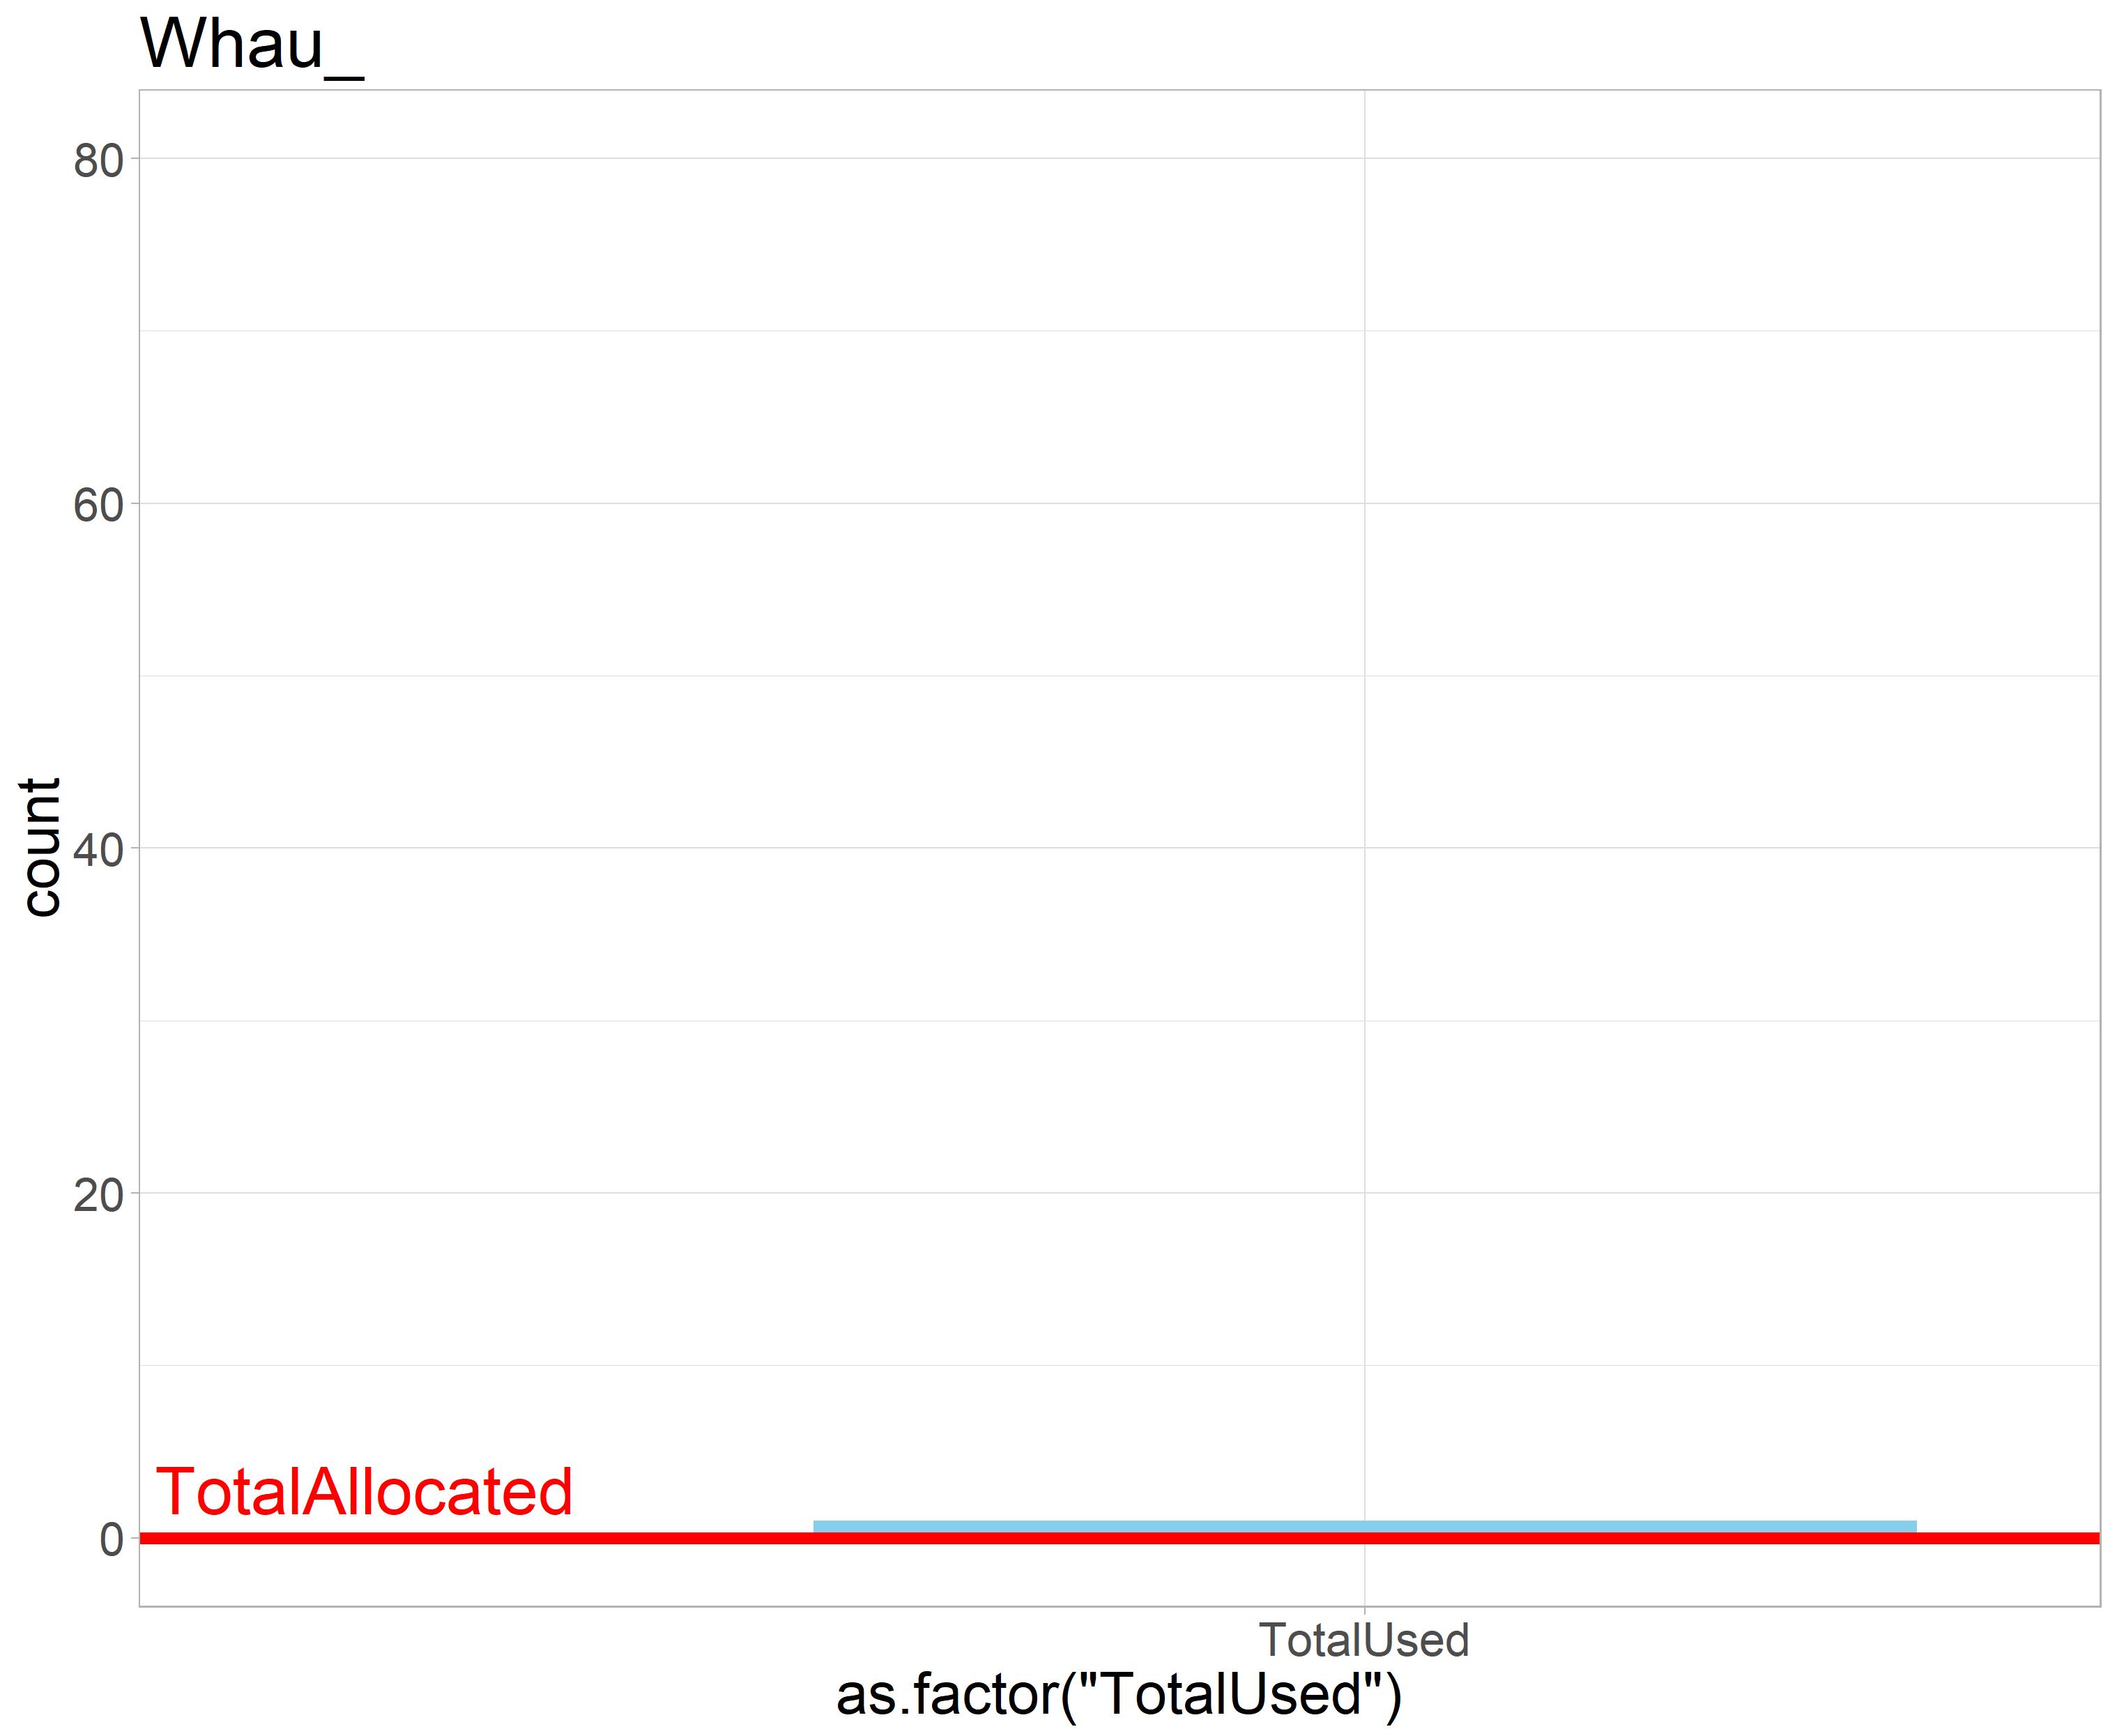 Whau_
80
60
40
20
0
count
TotalAllocated
TotalUsed
as.factor("TotalUsed")